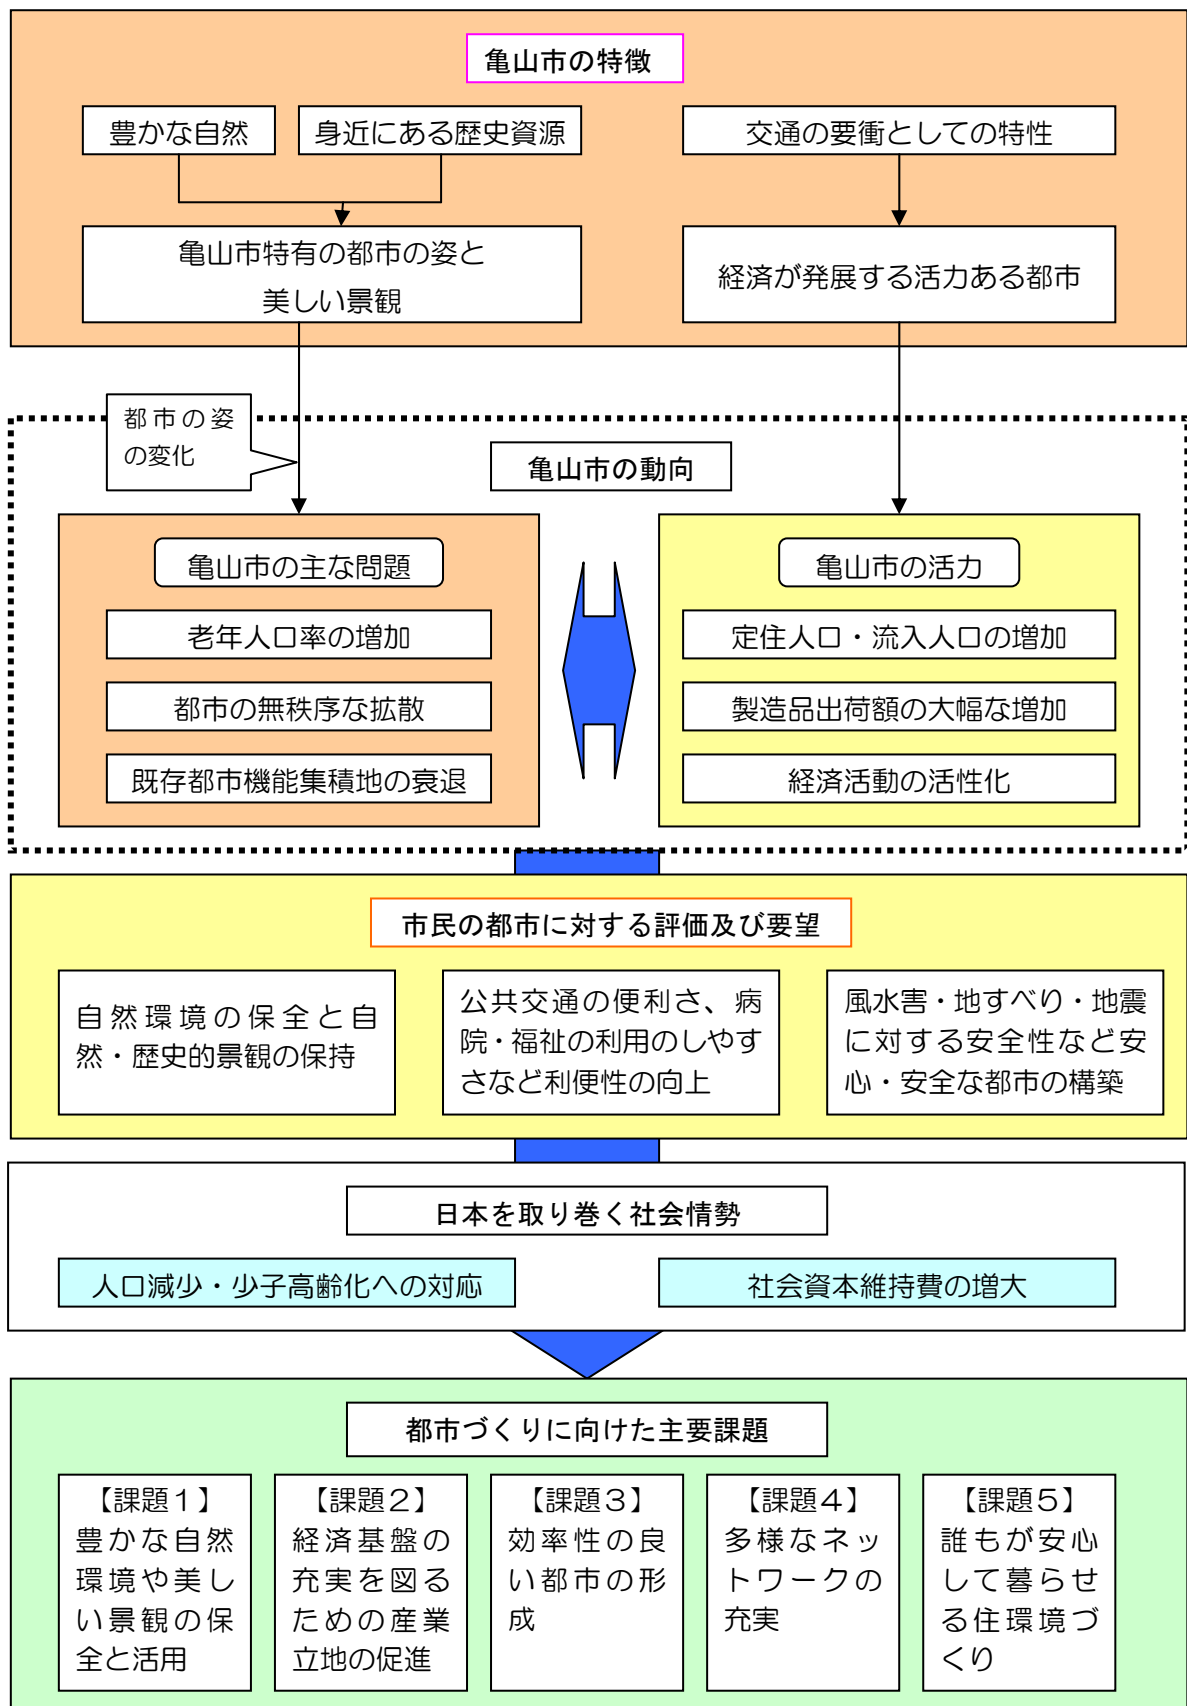 亀山市の特徴
豊かな自然
身近にある歴史資源
交通の要衝としての特性
亀山市特有の都市の姿と
美しい景観
経済が発展する活力ある都市
都市の姿
の変化
亀山市の動向
亀山市の主な問題
老年人口率の増加
都市の無秩序な拡散
既存都市機能集積地の衰退
亀山市の活力
定住人口・流入人口の増加
製造品出荷額の大幅な増加
経済活動の活性化
市民の都市に対する評価及び要望
自然環境の保全と自
然・歴史的景観の保持
公共交通の便利さ、病
院・福祉の利用のしやす
さなど利便性の向上
風水害・地すべり・地震
に対する安全性など安
心・安全な都市の構築
日本を取り巻く社会情勢
人口減少・少子高齢化への対応
社会資本維持費の増大
都市づくりに向けた主要課題
【課題１】
豊かな自然
環境や美し
い景観の保
全と活用
【課題２】
経済基盤の
充実を図る
ための産業
立地の促進
【課題３】
効率性の良
い都市の形
成
【課題４】
多様なネッ
トワークの
充実
【課題５】
誰もが安心
して暮らせ
る住環境づ
くり